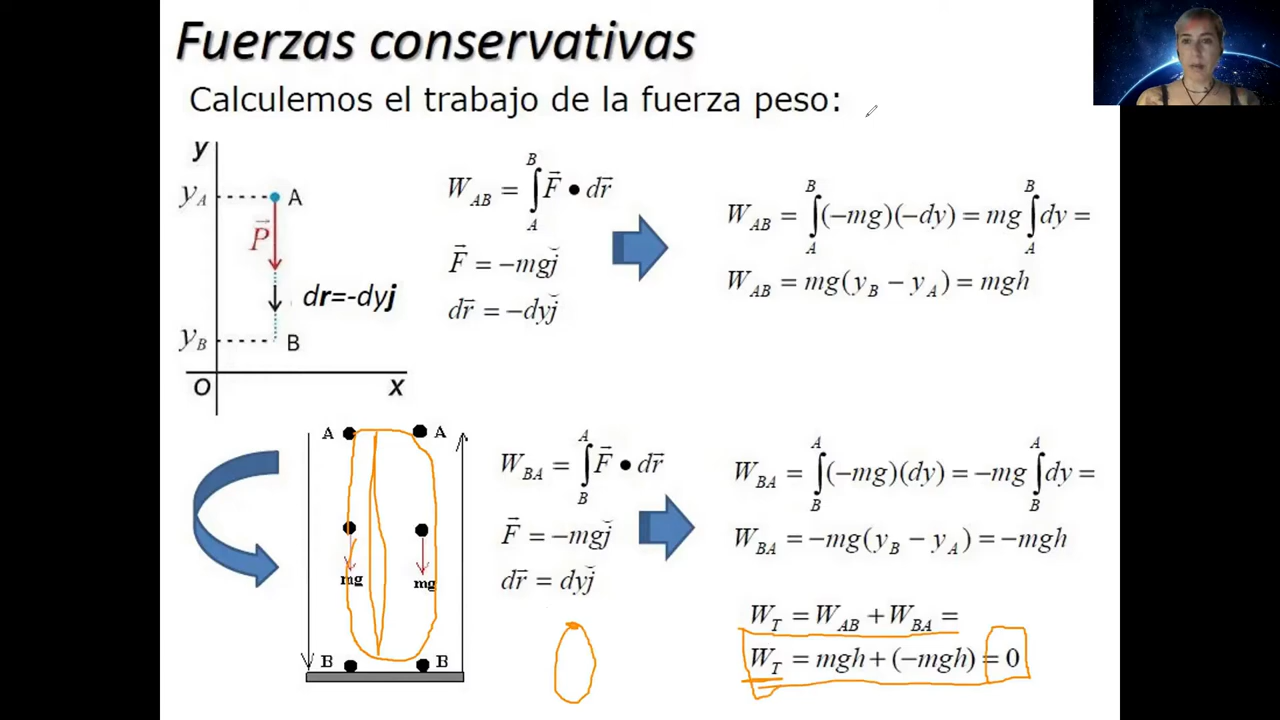 Fuerzas conservativas
Calculemos el trabajo de la fuerza peso:
y
y_A
A
P⃗
dr=-dyj
y_B
B
O
x
W_AB = ∫_A^B F⃗ • dr⃗
F⃗ = −mgj̆
dr⃗ = −dyj̆
W_AB = ∫_A^B (−mg)(−dy) = mg ∫_A^B dy =
W_AB = mg(y_B − y_A) = mgh
A A
mg mg
B B
W_BA = ∫_B^A F⃗ • dr⃗
F⃗ = −mgj̆
dr⃗ = dyj̆
W_BA = ∫_B^A (−mg)(dy) = −mg ∫_B^A dy =
W_BA = −mg(y_B − y_A) = −mgh
W_T = W_AB + W_BA =
W_T = mgh + (−mgh) = 0